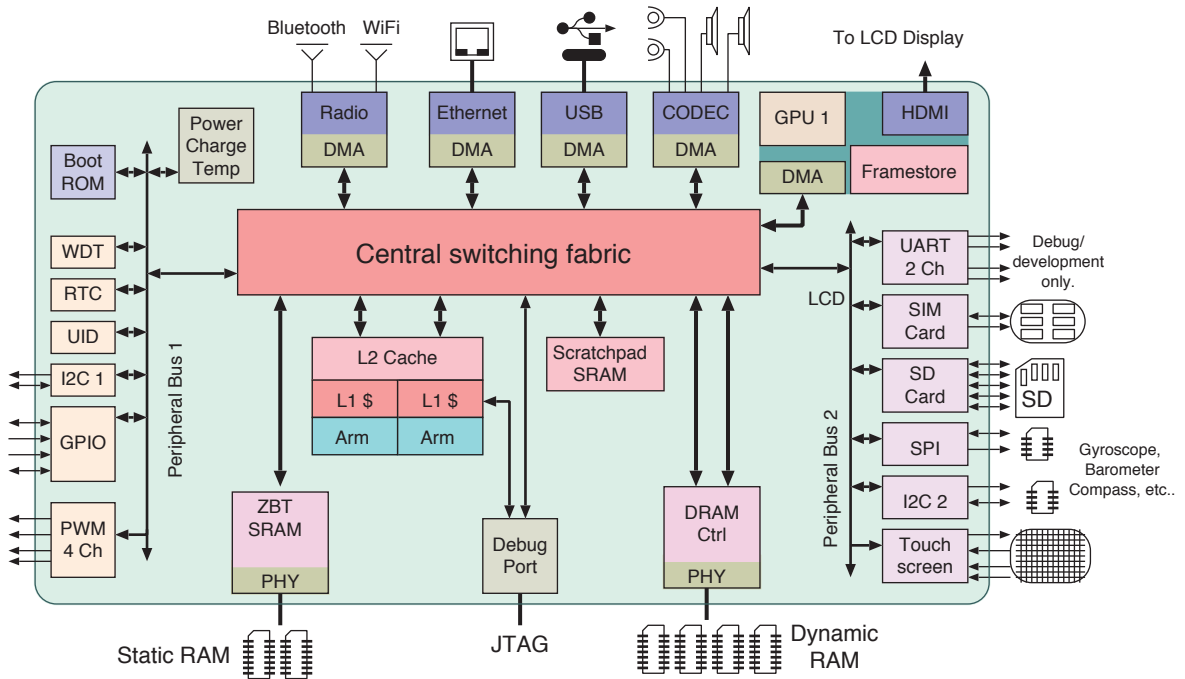 Bluetooth
WiFi
To LCD Display
Radio
DMA
Ethernet
DMA
USB
DMA
CODEC
DMA
GPU 1
DMA
HDMI
Framestore
Power
Charge
Temp
Boot
ROM
WDT
RTC
UID
I2C 1
GPIO
PWM
4 Ch
Peripheral Bus 1
Central switching fabric
L2 Cache
L1 $
L1 $
Arm
Arm
Scratchpad
SRAM
ZBT
SRAM
PHY
Debug
Port
DRAM
Ctrl
PHY
LCD
Peripheral Bus 2
UART
2 Ch
SIM
Card
SD
Card
SPI
I2C 2
Touch
screen
Debug/
development
only.
SD
Gyroscope,
Barometer
Compass, etc..
Static RAM
JTAG
Dynamic
RAM